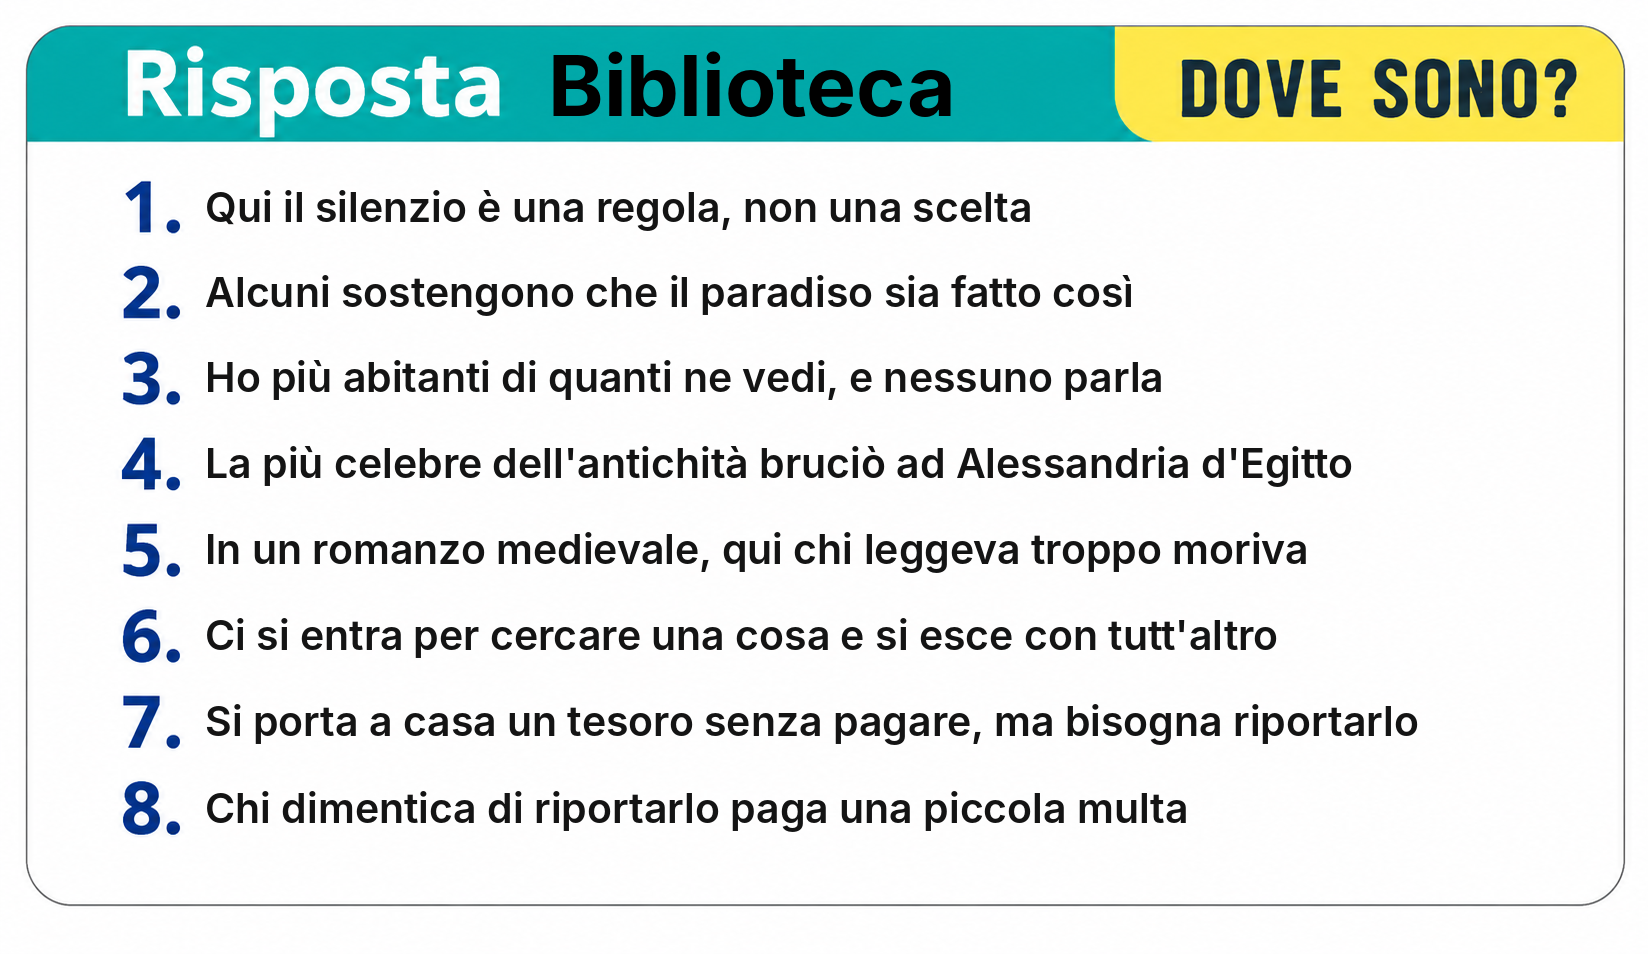 Risposta Biblioteca
DOVE SONO?
1. Qui il silenzio è una regola, non una scelta
2. Alcuni sostengono che il paradiso sia fatto così
3. Ho più abitanti di quanti ne vedi, e nessuno parla
4. La più celebre dell'antichità bruciò ad Alessandria d'Egitto
5. In un romanzo medievale, qui chi leggeva troppo moriva
6. Ci si entra per cercare una cosa e si esce con tutt'altro
7. Si porta a casa un tesoro senza pagare, ma bisogna riportarlo
8. Chi dimentica di riportarlo paga una piccola multa